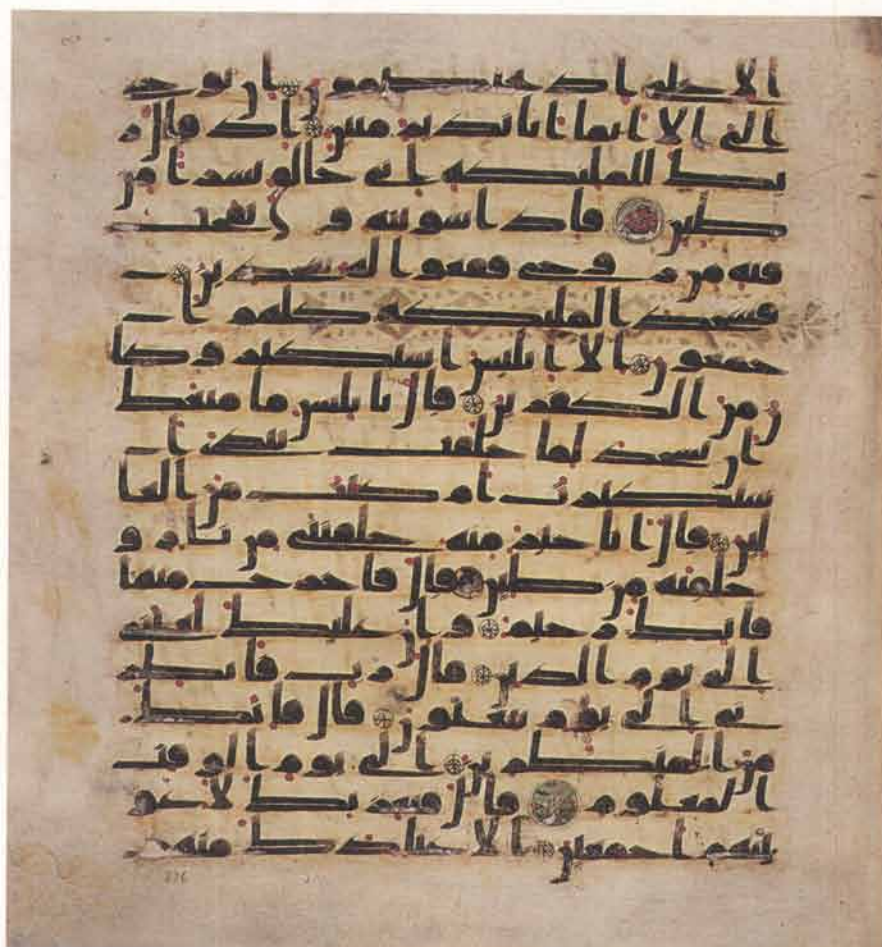 الاعلى اذ يختصمون ان يوحى
الى الا انما انا نذير مبين اذ قال ر
بك للملئكة انى خلق بشرا من
طين فاذا سويته و نفخت
فيه من روحى فقعوا له سجدين
فسجد الملئكة كلهم ا
جمعون الا ابليس استكبر وكا
ن من الكفرين قال يابليس ما منعك
ان تسجد لما خلقت بيدى ا
ستكبرت ام كنت من العا
لين قال انا خير منه خلقتنى من نار و
خلقته من طين قال فاخرج منها
فانك رجيم وان عليك لعنتى
الى يوم الدين قال رب فانظر
نى الى يوم يبعثون قال فانك
من المنظرين الى يوم الوقت
المعلوم قال فبعزتك لاغو
ينهم اجمعين الا عبادك منهم